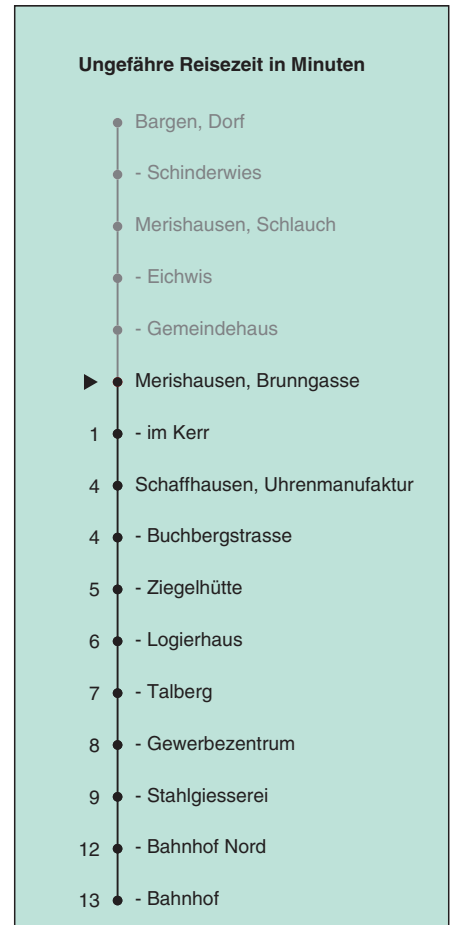 Ungefähre Reisezeit in Minuten
Bargen, Dorf
- Schinderwies
Merishausen, Schlauch
- Eichwis
- Gemeindehaus
Merishausen, Brunngasse
1 - im Kerr
4 Schaffhausen, Uhrenmanufaktur
4 - Buchbergstrasse
5 - Ziegelhütte
6 - Logierhaus
7 - Talberg
8 - Gewerbezentrum
9 - Stahlgiesserei
12 - Bahnhof Nord
13 - Bahnhof